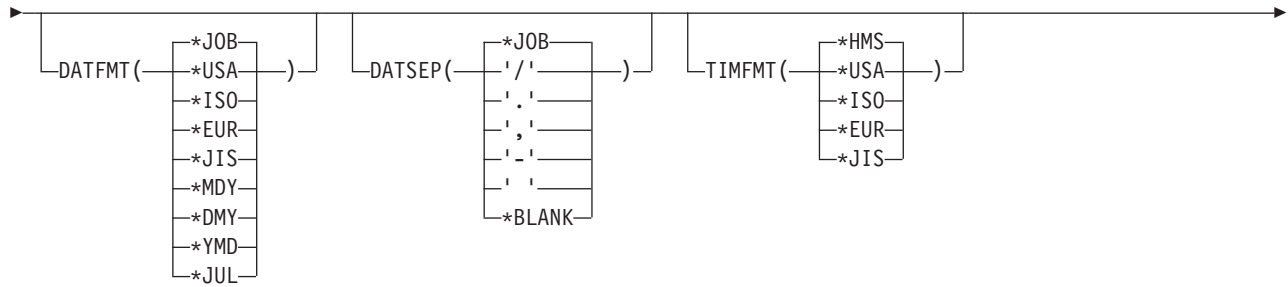 *JOB *JOB *HMS
DATFMT( *USA ) DATSEP( '/' ) TIMFMT( *USA )
*ISO '.' *ISO
*EUR ',' *EUR
*JIS '-' *JIS
*MDY ' '
*DMY *BLANK
*YMD
*JUL